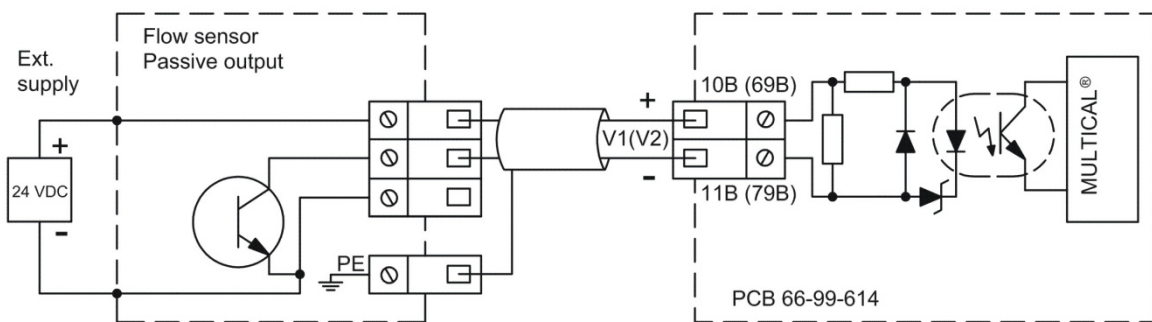 Ext.
supply
Flow sensor
Passive output
+
24 VDC
-
PE
+
V1(V2)
-
10B (69B)
11B (79B)
MULTICAL®
PCB 66-99-614